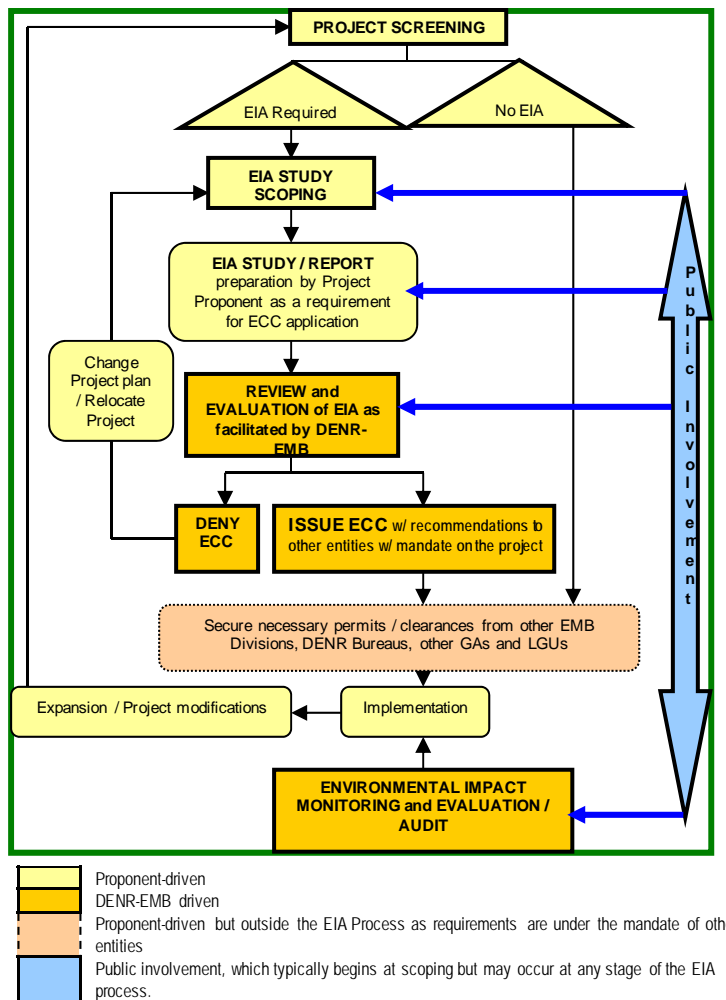 PROJECT SCREENING
EIA Required
No EIA
EIA STUDY
SCOPING
EIA STUDY / REPORT
preparation by Project
Proponent as a requirement
for ECC application
Change
Project plan
/ Relocate
Project
REVIEW and
EVALUATION of EIA as
facilitated by DENR-
EMB
DENY
ECC
ISSUE ECC w/ recommendations to
other entities w/ mandate on the project
Secure necessary permits / clearances from other EMB
Divisions, DENR Bureaus, other GAs and LGUs
Expansion / Project modifications
Implementation
ENVIRONMENTAL IMPACT
MONITORING and EVALUATION /
AUDIT
Public Involvement
Proponent-driven
DENR-EMB driven
Proponent-driven but outside the EIA Process as requirements are under the mandate of oth
entities
Public involvement, which typically begins at scoping but may occur at any stage of the EIA
process.